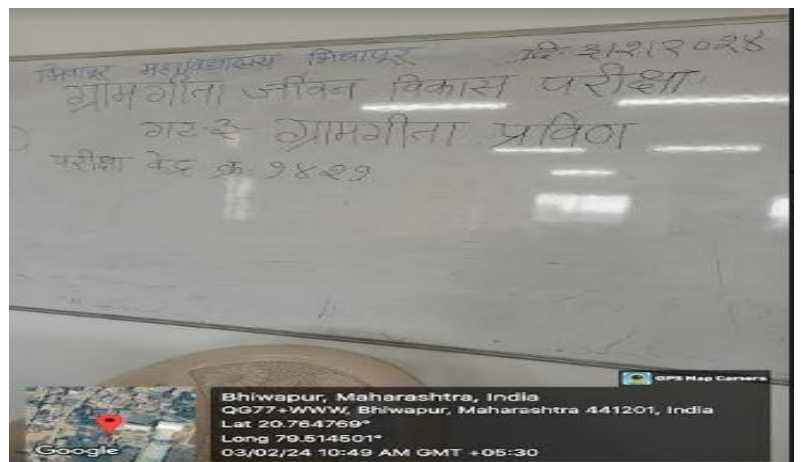 भिवापूर महाविद्यालय भिवापूर
दि ३/२/२०२४
ग्रामगीता जीवन विकास परीक्षा
गट-३- ग्रामगीता प्रविण
परीक्षा केंद्र क्र. १४२१
GPS Map Camera
Bhiwapur, Maharashtra, India
QG77+WWW, Bhiwapur, Maharashtra 441201, India
Lat 20.764769°
Long 79.514501°
03/02/24 10:49 AM GMT +05:30
Google